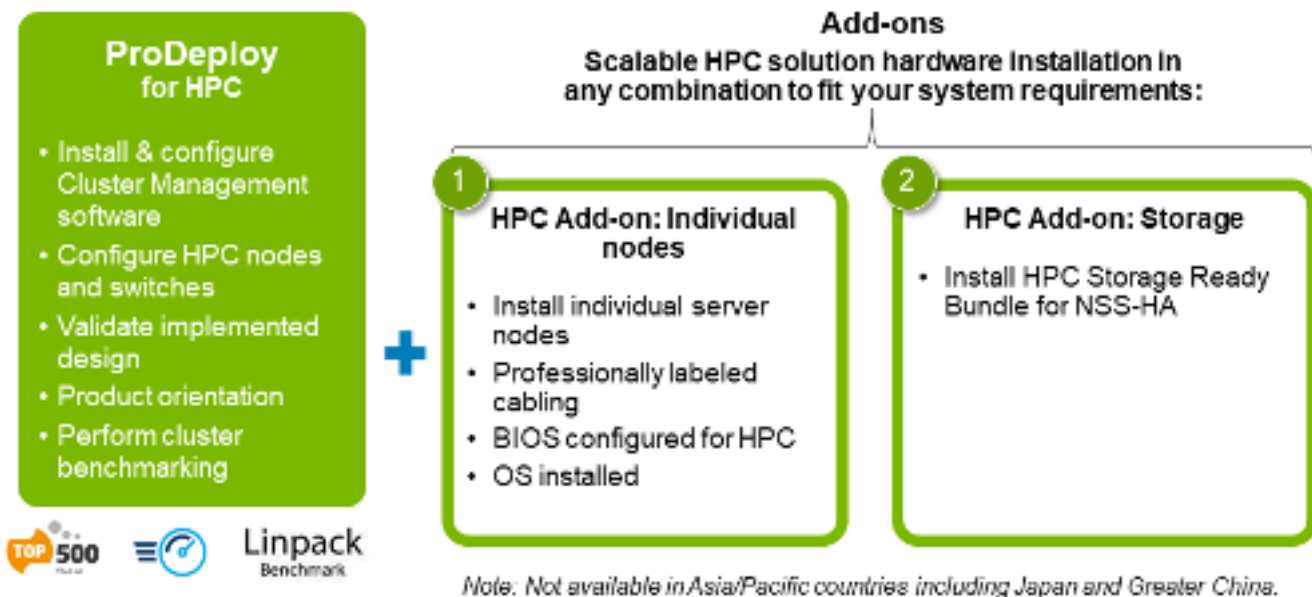 ProDeploy
for HPC
• Install & configure
Cluster Management
software
• Configure HPC nodes
and switches
• Validate implemented
design
• Product orientation
• Perform cluster
benchmarking
TOP 500
Linpack
Benchmark
Add-ons
Scalable HPC solution hardware installation in
any combination to fit your system requirements:
1
HPC Add-on: Individual
nodes
• Install individual server
nodes
• Professionally labeled
cabling
• BIOS configured for HPC
• OS installed
2
HPC Add-on: Storage
• Install HPC Storage Ready
Bundle for NSS-HA
Note: Not available in Asia/Pacific countries including Japan and Greater China.